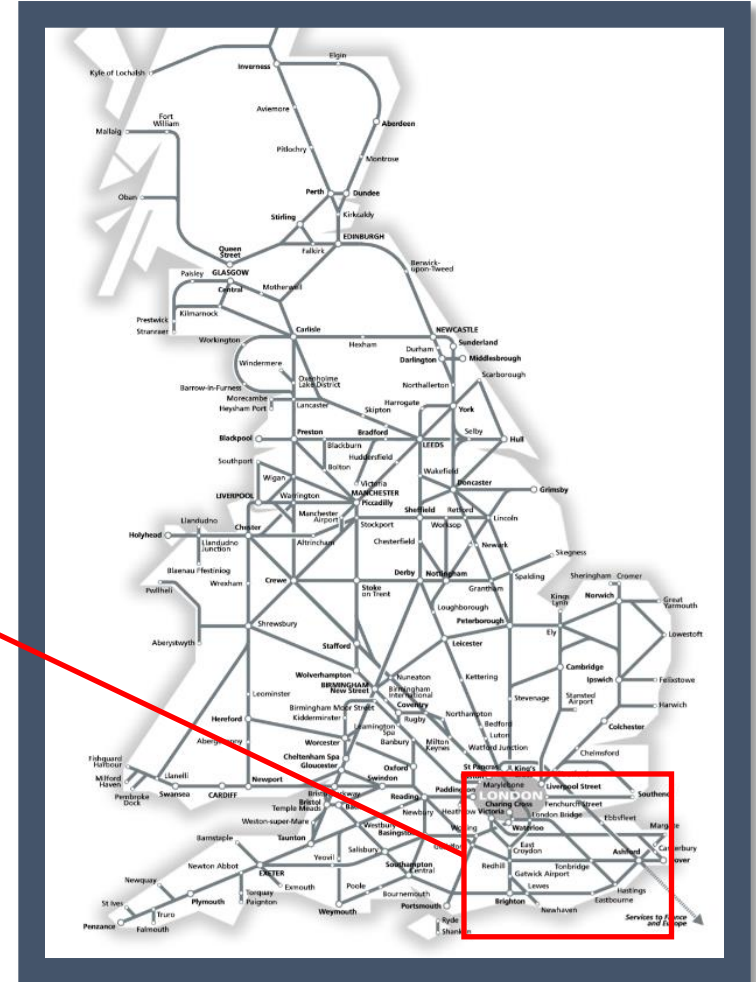 Elgin
Inverness
Kyle of Lochalsh
Aviemore
Fort
William
Aberdeen
Mallaig
Pitlochry
Montrose
Perth
Dundee
Oban
Kirkcaldy
Stirling
EDINBURGH
Queen
Street
Falkirk
Berwick-
upon-Tweed
Paisley
GLASGOW
Central
Motherwell
Prestwick
Kilmarnock
Stranraer
Carlisle
NEWCASTLE
Workington
Hexham
Sunderland
Durham
Darlington
Middlesbrough
Windermere
Scarborough
Oxenholme
Lake District
Barrow-in-Furness
Northallerton
Morecambe
Lancaster
Harrogate
York
Heysham Port
Skipton
Preston
Bradford
Selby
Blackpool
LEEDS
Hull
Blackburn
Huddersfield
Southport
Bolton
Wakefield
Wigan
Victoria
Doncaster
MANCHESTER
Piccadilly
Grimsby
LIVERPOOL
Warrington
Manchester
Airport
Sheffield
Retford
Lincoln
Llandudno
Stockport
Worksop
Holyhead
Chester
Llandudno
Junction
Altrincham
Chesterfield
Newark
Skegness
Blaenau Ffestiniog
Derby
Nottingham
Spalding
Sheringham
Cromer
Pwllheli
Wrexham
Crewe
Stoke
on Trent
Grantham
Kings
Lynn
Norwich
Great
Yarmouth
Loughborough
Peterborough
Shrewsbury
Ely
Lowestoft
Aberystwyth
Stafford
Leicester
Wolverhampton
Cambridge
BIRMINGHAM
New Street
Nuneaton
Kettering
Ipswich
Felixstowe
Birmingham
International
Leominster
Stevenage
Stansted
Airport
Birmingham Moor Street
Coventry
Harwich
Kidderminster
Rugby
Northampton
Hereford
Leamington
Spa
Bedford
Colchester
Worcester
Banbury
Milton
Keynes
Luton
Abergavenny
Watford Junction
Chelmsford
Cheltenham Spa
Fishguard
Harbour
Gloucester
Oxford
St Pancras
King's
Llanelli
Newport
Swindon
Milford
Haven
Marylebone
Liverpool Street
Paddington
Pembroke
Dock
Swansea
CARDIFF
Reading
LONDON
Southend
Bristol
Temple Meads
Charing Cross
Fenchurch Street
Newbury
Heathrow
Victoria
London Bridge
Ebbsfleet
Weston-super-Mare
Waterloo
Margate
Westbury
Barnstaple
Taunton
Basingstoke
Woking
East
Croydon
Canterbury
Salisbury
Ashford
Dover
Yeovil
Redhill
Tonbridge
Newton Abbot
EXETER
Southampton
Central
Gatwick Airport
Newquay
Exmouth
Poole
Lewes
Hastings
Torquay
Paignton
Bournemouth
Eastbourne
St Ives
Plymouth
Weymouth
Portsmouth
Brighton
Newhaven
Truro
Ryde
Services to France
and Europe
Penzance
Falmouth